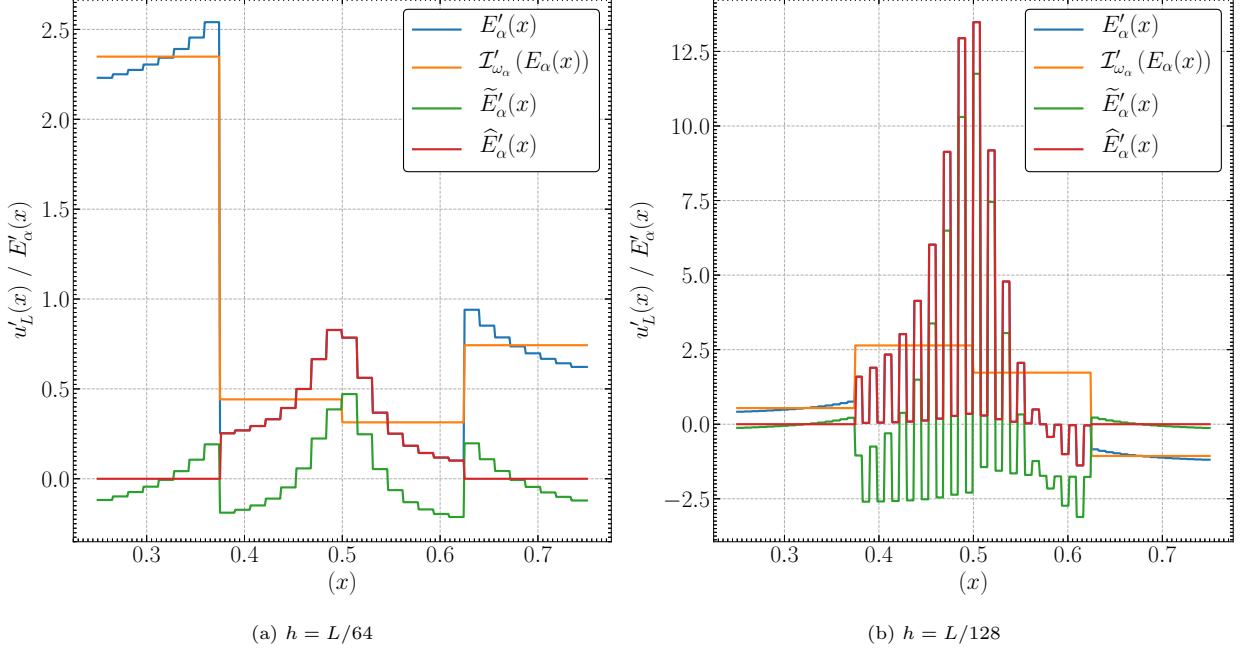 2.5
2.0
1.5
1.0
0.5
0.0
u′_L(x) / E′_α(x)
E′_α(x)
I′_{ω_α}(E_α(x))
Ẽ′_α(x)
Ê′_α(x)
0.3 0.4 0.5 0.6 0.7
(x)
(a) h = L/64
12.5
10.0
7.5
5.0
2.5
0.0
−2.5
u′_L(x) / E′_α(x)
E′_α(x)
I′_{ω_α}(E_α(x))
Ẽ′_α(x)
Ê′_α(x)
0.3 0.4 0.5 0.6 0.7
(x)
(b) h = L/128